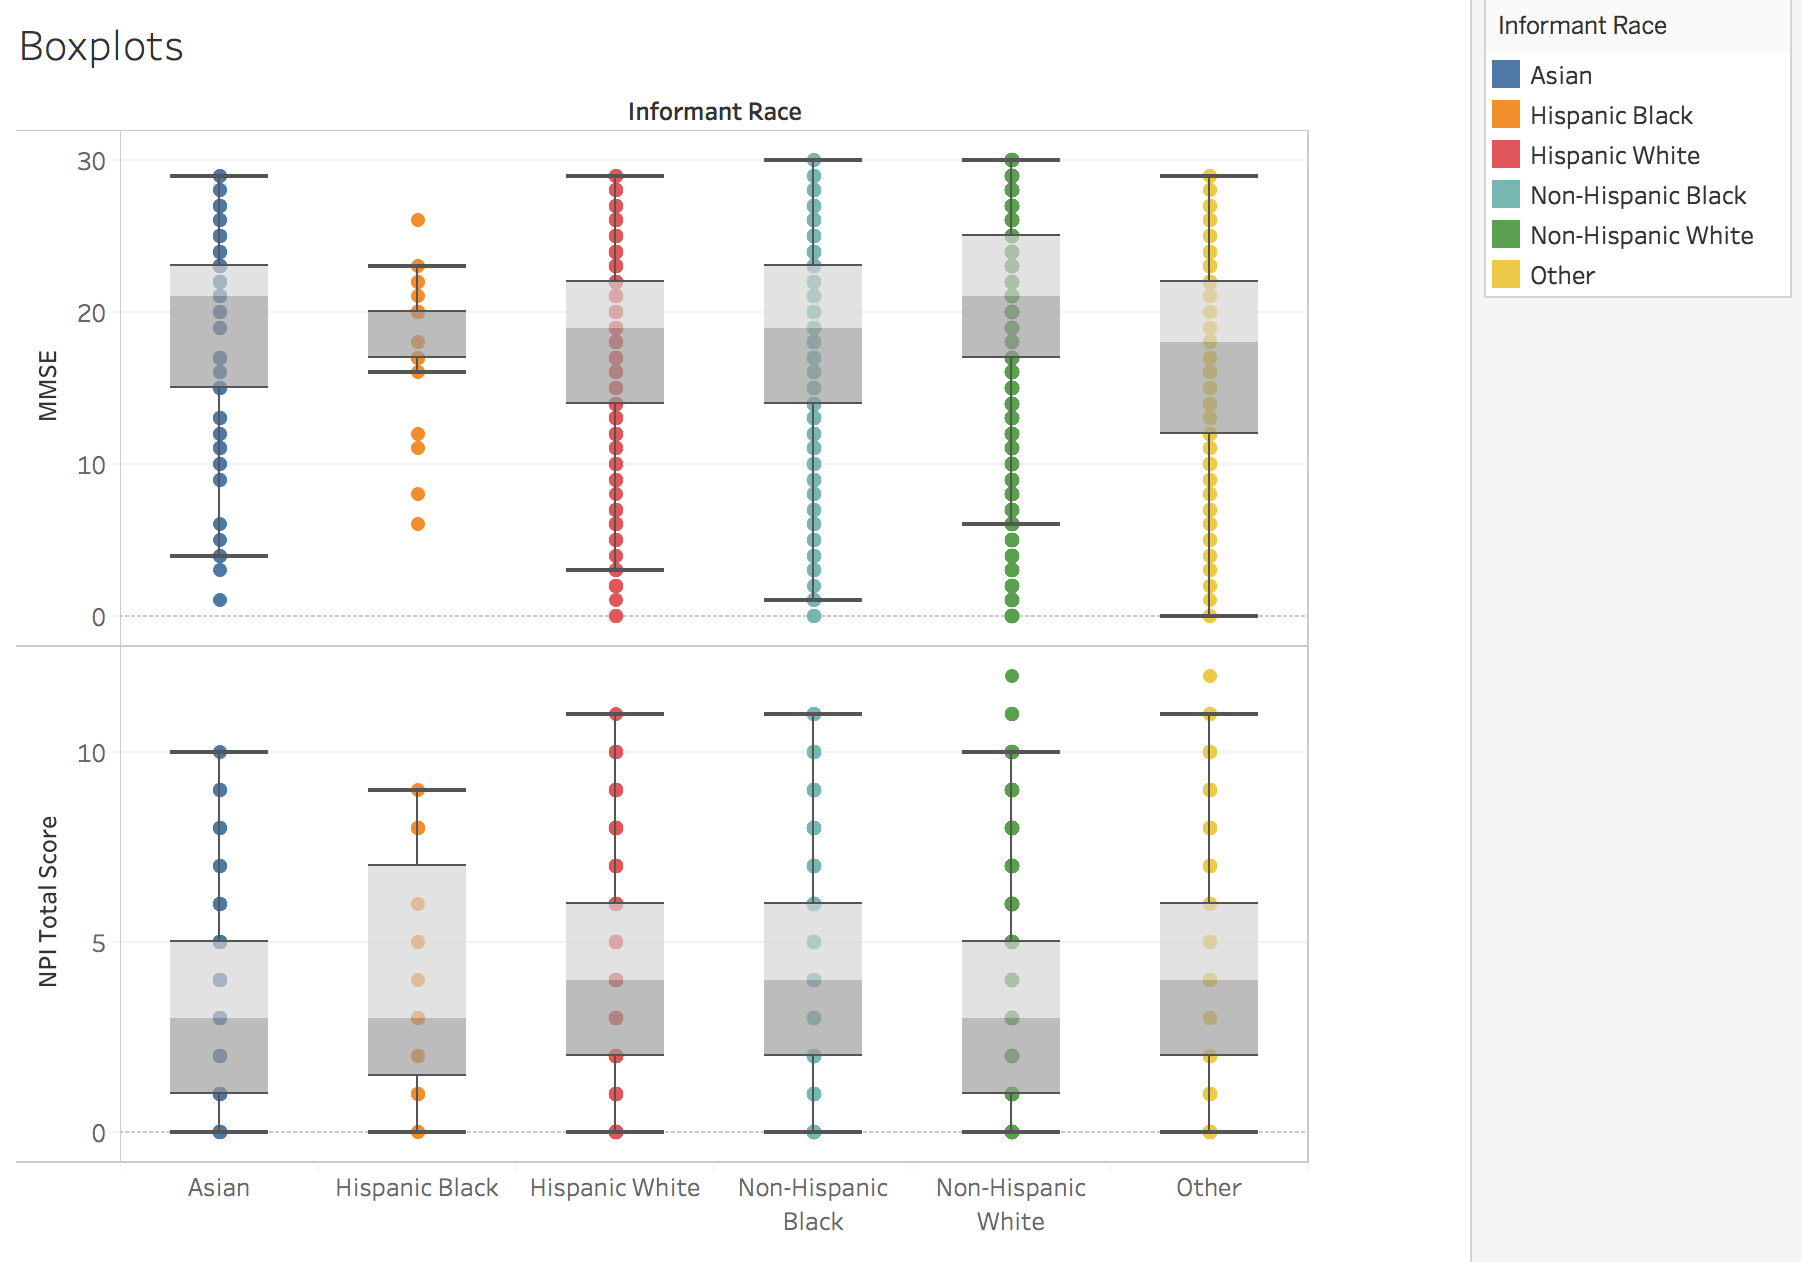 Boxplots
Informant Race
30
20
10
0
MMSE
10
5
0
NPI Total Score
Asian
Hispanic Black
Hispanic White
Non-Hispanic
Black
Non-Hispanic
White
Other
Informant Race
Asian
Hispanic Black
Hispanic White
Non-Hispanic Black
Non-Hispanic White
Other